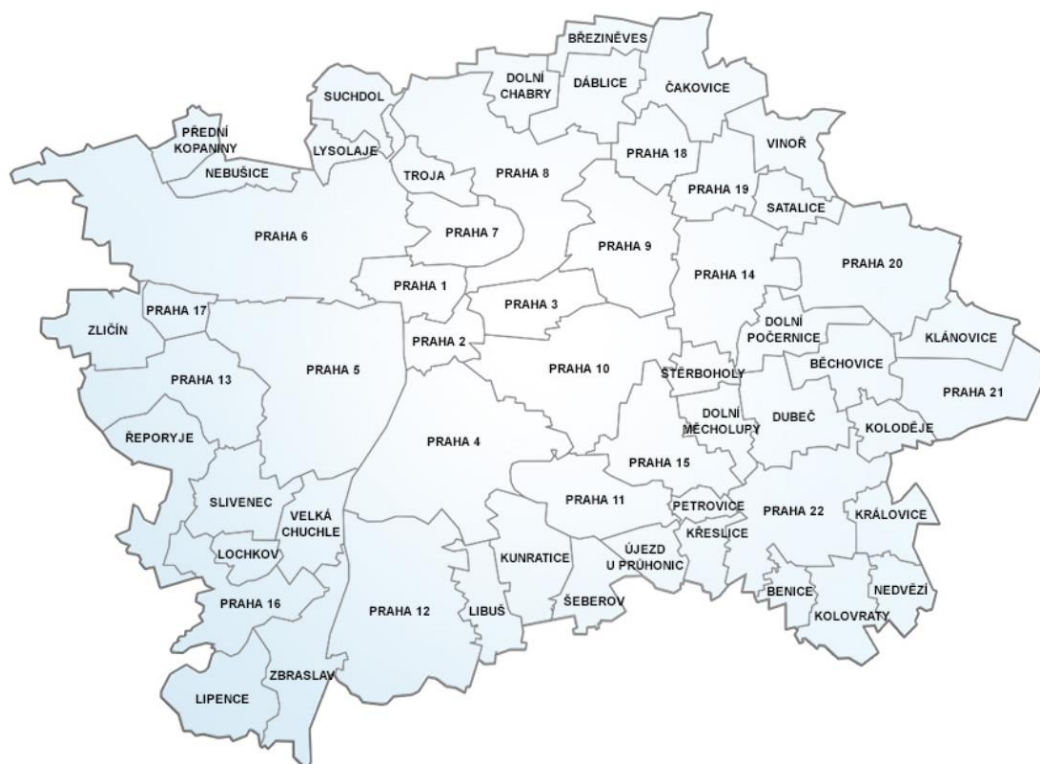 BŘEZINĚVES
DOLNÍ
CHABRY
ĎÁBLICE
ČAKOVICE
SUCHDOL
PŘEDNÍ
KOPANINY
LYSOLAJE
NEBUŠICE
TROJA
PRAHA 8
PRAHA 18
VINOŘ
PRAHA 19
SATALICE
PRAHA 6
PRAHA 7
PRAHA 9
PRAHA 14
PRAHA 20
PRAHA 1
PRAHA 3
PRAHA 17
ZLIČÍN
PRAHA 2
DOLNÍ
POČERNICE
KLÁNOVICE
PRAHA 13
PRAHA 5
PRAHA 10
ŠTĚRBOHOLY
BĚCHOVICE
PRAHA 21
ŘEPORYJE
PRAHA 4
DOLNÍ
MĚCHOLUPY
DUBEČ
KOLODĚJE
PRAHA 15
SLIVENEC
VELKÁ
CHUCHLE
PRAHA 11
PETROVICE
PRAHA 22
KRÁLOVICE
LOCHKOV
KUNRATICE
ÚJEZD
U PRŮHONIC
KŘESLICE
PRAHA 16
PRAHA 12
LIBUŠ
ŠEBEROV
BENICE
NEDVĚZÍ
KOLOVRATY
ZBRASLAV
LIPENCE